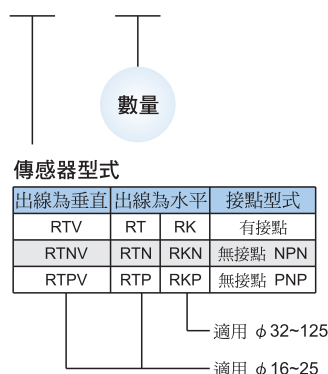 數量
傳感器型式
出線為垂直 出線為水平 接點型式
RTV RT RK 有接點
RTNV RTN RKN 無接點 NPN
RTPV RTP RKP 無接點 PNP
適用 φ32~125
適用 φ16~25